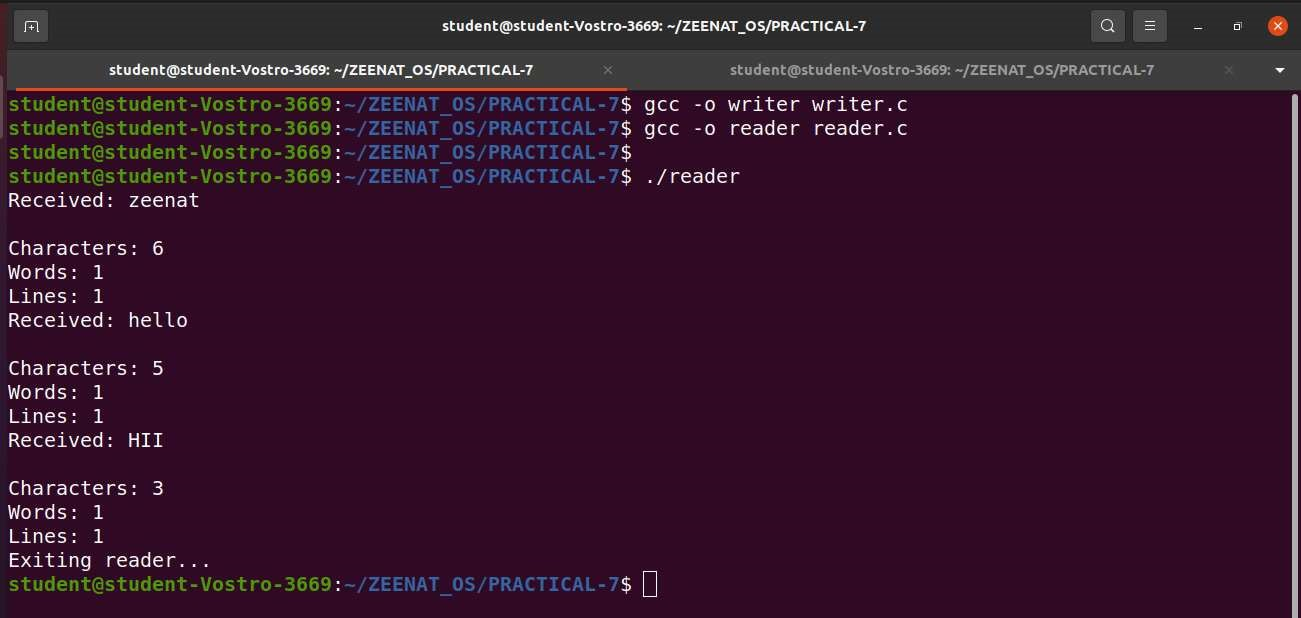 student@student-Vostro-3669: ~/ZEENAT_OS/PRACTICAL-7
student@student-Vostro-3669: ~/ZEENAT_OS/PRACTICAL-7 × student@student-Vostro-3669: ~/ZEENAT_OS/PRACTICAL-7 ×
student@student-Vostro-3669:~/ZEENAT_OS/PRACTICAL-7$ gcc -o writer writer.c
student@student-Vostro-3669:~/ZEENAT_OS/PRACTICAL-7$ gcc -o reader reader.c
student@student-Vostro-3669:~/ZEENAT_OS/PRACTICAL-7$
student@student-Vostro-3669:~/ZEENAT_OS/PRACTICAL-7$ ./reader
Received: zeenat
Characters: 6
Words: 1
Lines: 1
Received: hello
Characters: 5
Words: 1
Lines: 1
Received: HII
Characters: 3
Words: 1
Lines: 1
Exiting reader...
student@student-Vostro-3669:~/ZEENAT_OS/PRACTICAL-7$